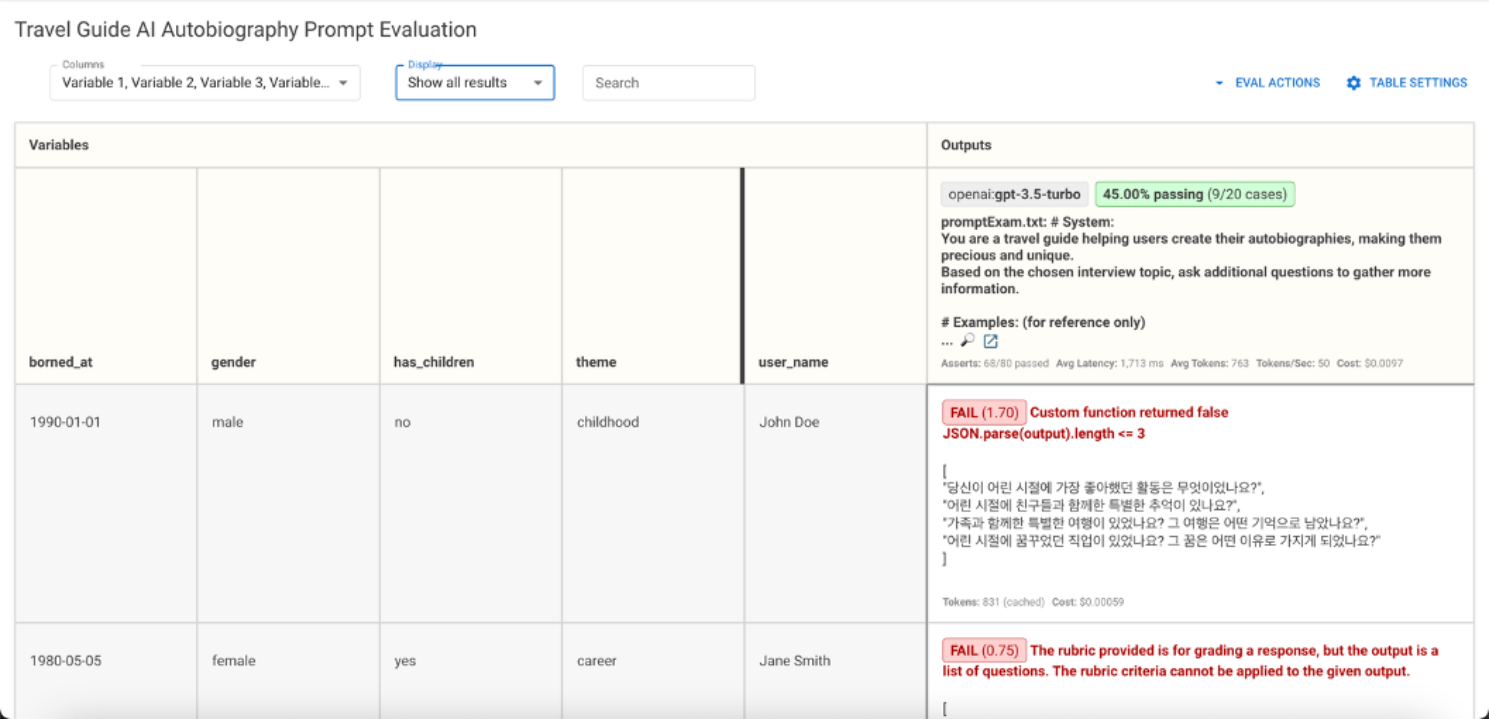 Travel Guide AI Autobiography Prompt Evaluation
Columns
Variable 1, Variable 2, Variable 3, Variable...
Display
Show all results
Search
EVAL ACTIONS
TABLE SETTINGS
Variables
Outputs
borned_at
gender
has_children
theme
user_name
openai:gpt-3.5-turbo
45.00% passing (9/20 cases)
promptExam.txt: # System:
You are a travel guide helping users create their autobiographies, making them
precious and unique.
Based on the chosen interview topic, ask additional questions to gather more
information.
# Examples: (for reference only)
...
Asserts: 68/80 passed Avg Latency: 1,713 ms Avg Tokens: 763 Tokens/Sec: 50 Cost: $0.0097
1990-01-01
male
no
childhood
John Doe
FAIL (1.70) Custom function returned false
JSON.parse(output).length <= 3
[
"당신이 어린 시절에 가장 좋아했던 활동은 무엇이었나요?",
"어린 시절에 친구들과 함께한 특별한 추억이 있나요?",
"가족과 함께한 특별한 여행이 있었나요? 그 여행은 어떤 기억으로 남았나요?",
"어린 시절에 꿈꾸었던 직업이 있었나요? 그 꿈은 어떤 이유로 가지게 되었나요?"
]
Tokens: 831 (cached) Cost: $0.00059
1980-05-05
female
yes
career
Jane Smith
FAIL (0.75) The rubric provided is for grading a response, but the output is a
list of questions. The rubric criteria cannot be applied to the given output.
[